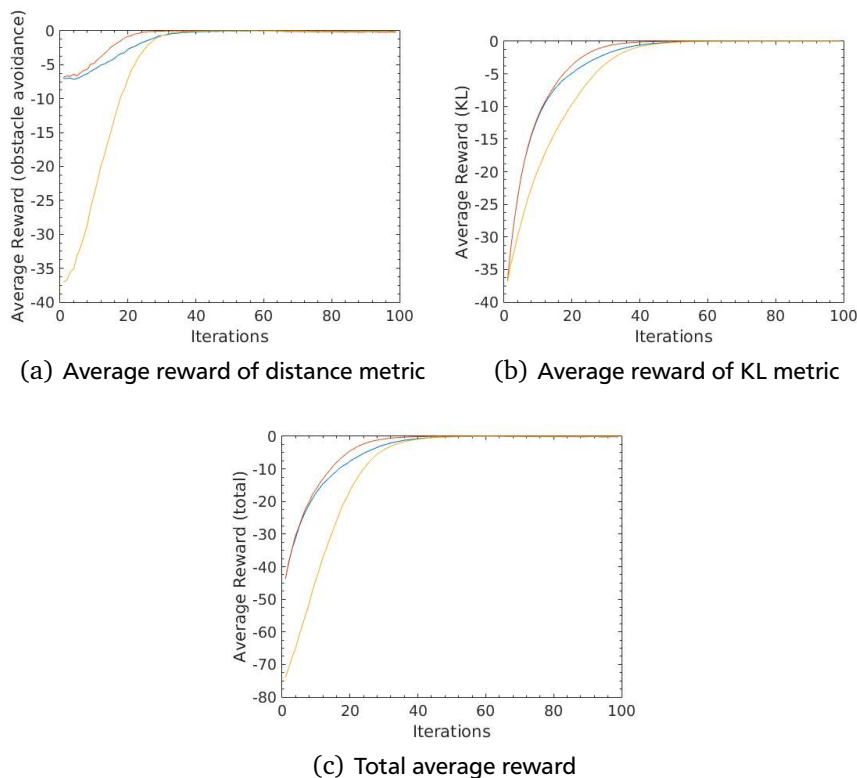 0
-5
-10
-15
-20
-25
-30
-35
-40
0 20 40 60 80 100
Average Reward (obstacle avoidance)
Iterations
(a) Average reward of distance metric
0
-5
-10
-15
-20
-25
-30
-35
-40
0 20 40 60 80 100
Average Reward (KL)
Iterations
(b) Average reward of KL metric
0
-10
-20
-30
-40
-50
-60
-70
-80
0 20 40 60 80 100
Average Reward (total)
Iterations
(c) Total average reward